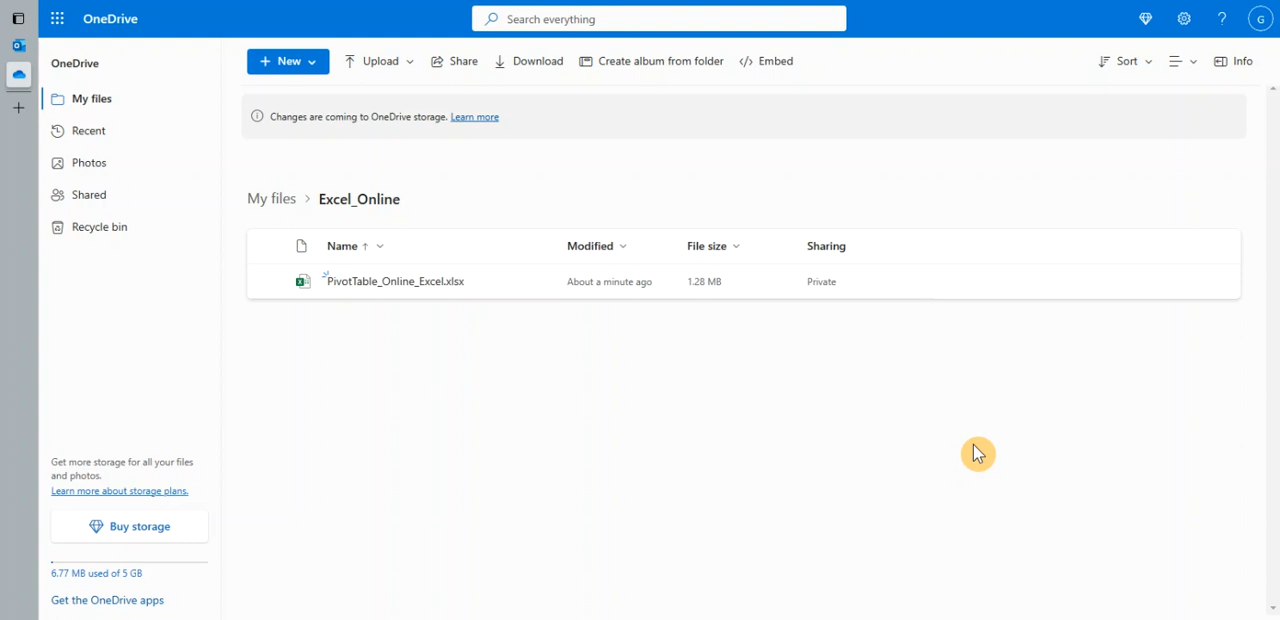 OneDrive
Search everything
G
OneDrive
My files
Recent
Photos
Shared
Recycle bin
Get more storage for all your files
and photos.
Learn more about storage plans.
Buy storage
6.77 MB used of 5 GB
Get the OneDrive apps
New
Upload
Share
Download
Create album from folder
Embed
Sort
Info
Changes are coming to OneDrive storage. Learn more
My files > Excel_Online
Name ↑ Modified File size Sharing
PivotTable_Online_Excel.xlsx About a minute ago 1.28 MB Private